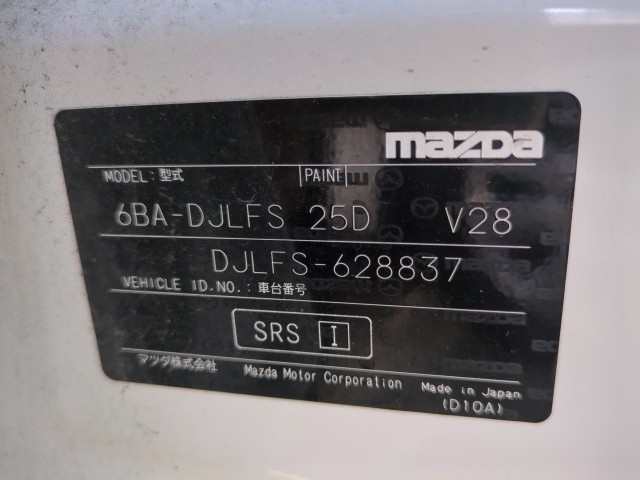 mazda
MODEL: 型式 PAINT
6BA-DJLFS 25D V28
DJLFS-628837
VEHICLE ID.NO.: 車台番号
SRS I
マツダ株式会社 Mazda Motor Corporation Made in Japan
(D10A)